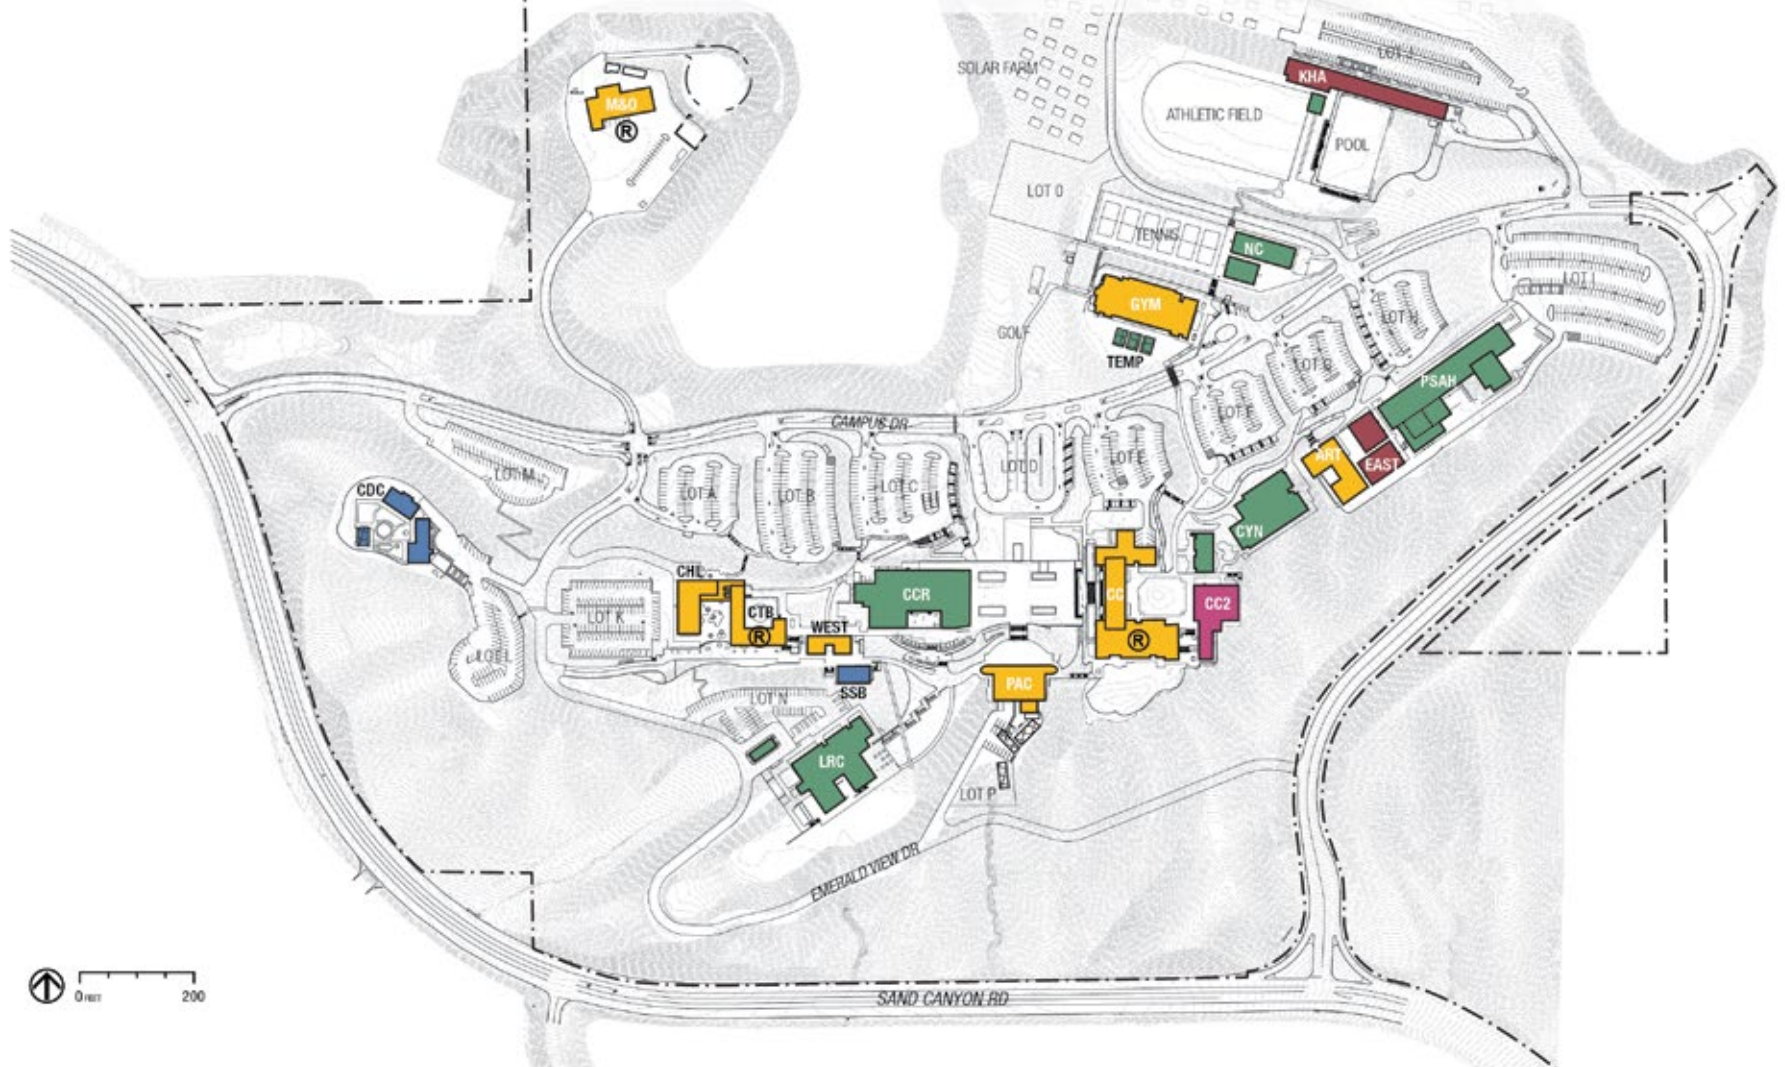 LOT J
SOLAR FARM
KHA
M&O
R
ATHLETIC FIELD
POOL
LOT O
TENNIS
NC
LOT I
GYM
LOT H
GOLF
TEMP
LOT G
PSAH
LOT F
CAMPUS DR
ART
EAST
LOT M
LOT A
LOT B
LOT C
LOT D
LOT E
CDC
CYN
CHL
CCR
CC
CC2
LOT K
CTB
WEST
R
R
LOT L
PAC
SSB
LOT N
LRC
LOT P
EMERALD VIEW DR
0 FEET 200
SAND CANYON RD